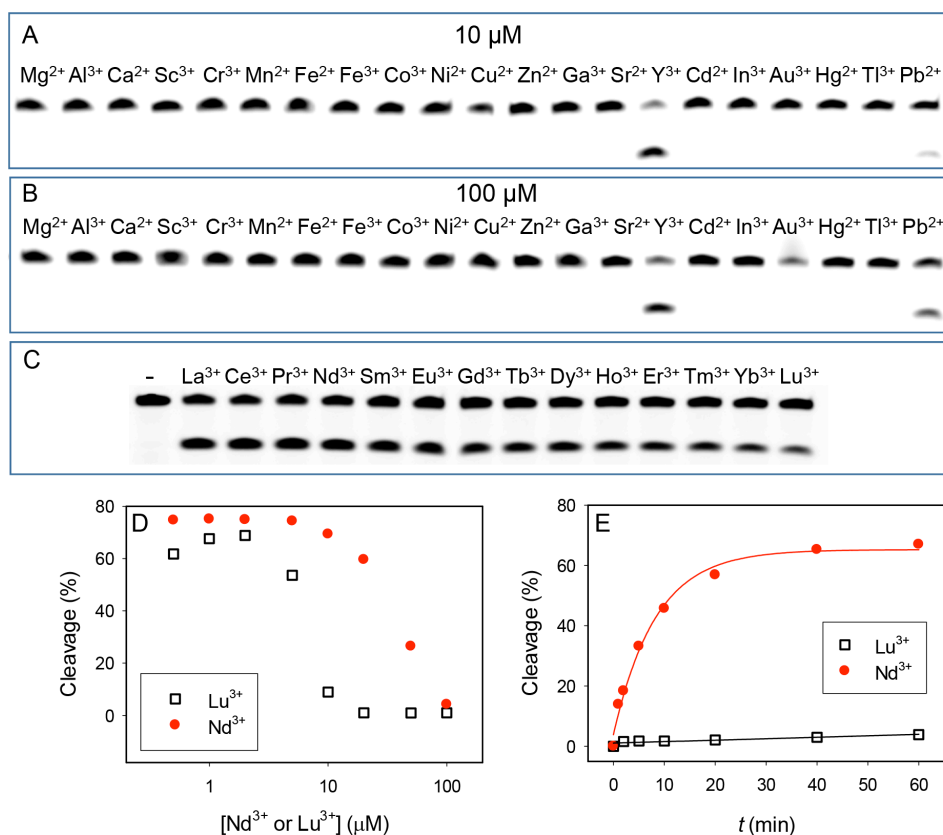 A
10 µM
Mg²⁺ Al³⁺ Ca²⁺ Sc³⁺ Cr³⁺ Mn²⁺ Fe²⁺ Fe³⁺ Co³⁺ Ni²⁺ Cu²⁺ Zn²⁺ Ga³⁺ Sr²⁺ Y³⁺ Cd²⁺ In³⁺ Au³⁺ Hg²⁺ Tl³⁺ Pb²⁺
B
100 µM
Mg²⁺ Al³⁺ Ca²⁺ Sc³⁺ Cr³⁺ Mn²⁺ Fe²⁺ Fe³⁺ Co³⁺ Ni²⁺ Cu²⁺ Zn²⁺ Ga³⁺ Sr²⁺ Y³⁺ Cd²⁺ In³⁺ Au³⁺ Hg²⁺ Tl³⁺ Pb²⁺
C
- La³⁺ Ce³⁺ Pr³⁺ Nd³⁺ Sm³⁺ Eu³⁺ Gd³⁺ Tb³⁺ Dy³⁺ Ho³⁺ Er³⁺ Tm³⁺ Yb³⁺ Lu³⁺
D
Cleavage (%)
80
60
40
20
0
Lu³⁺
Nd³⁺
1 10 100
[Nd³⁺ or Lu³⁺] (µM)
E
Cleavage (%)
80
60
40
20
0
Lu³⁺
Nd³⁺
0 10 20 30 40 50 60
t (min)